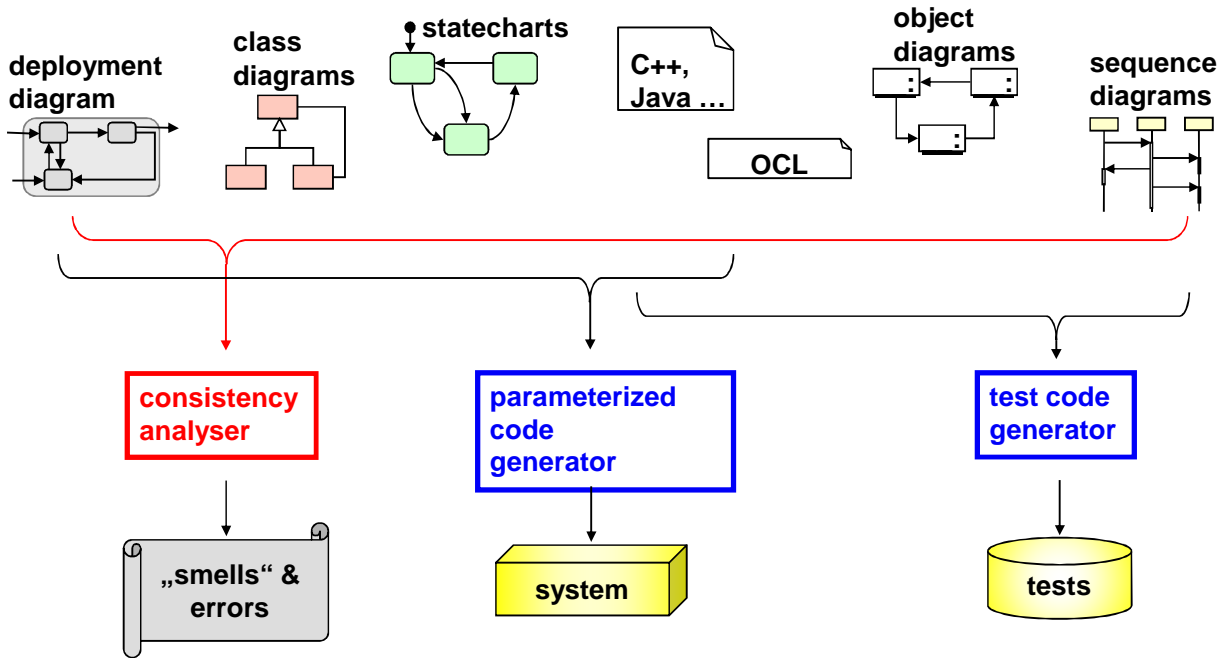 deployment
diagram
class
diagrams
statecharts
C++,
Java ...
OCL
object
diagrams
sequence
diagrams
consistency
analyser
parameterized
code
generator
test code
generator
„smells“ &
errors
system
tests